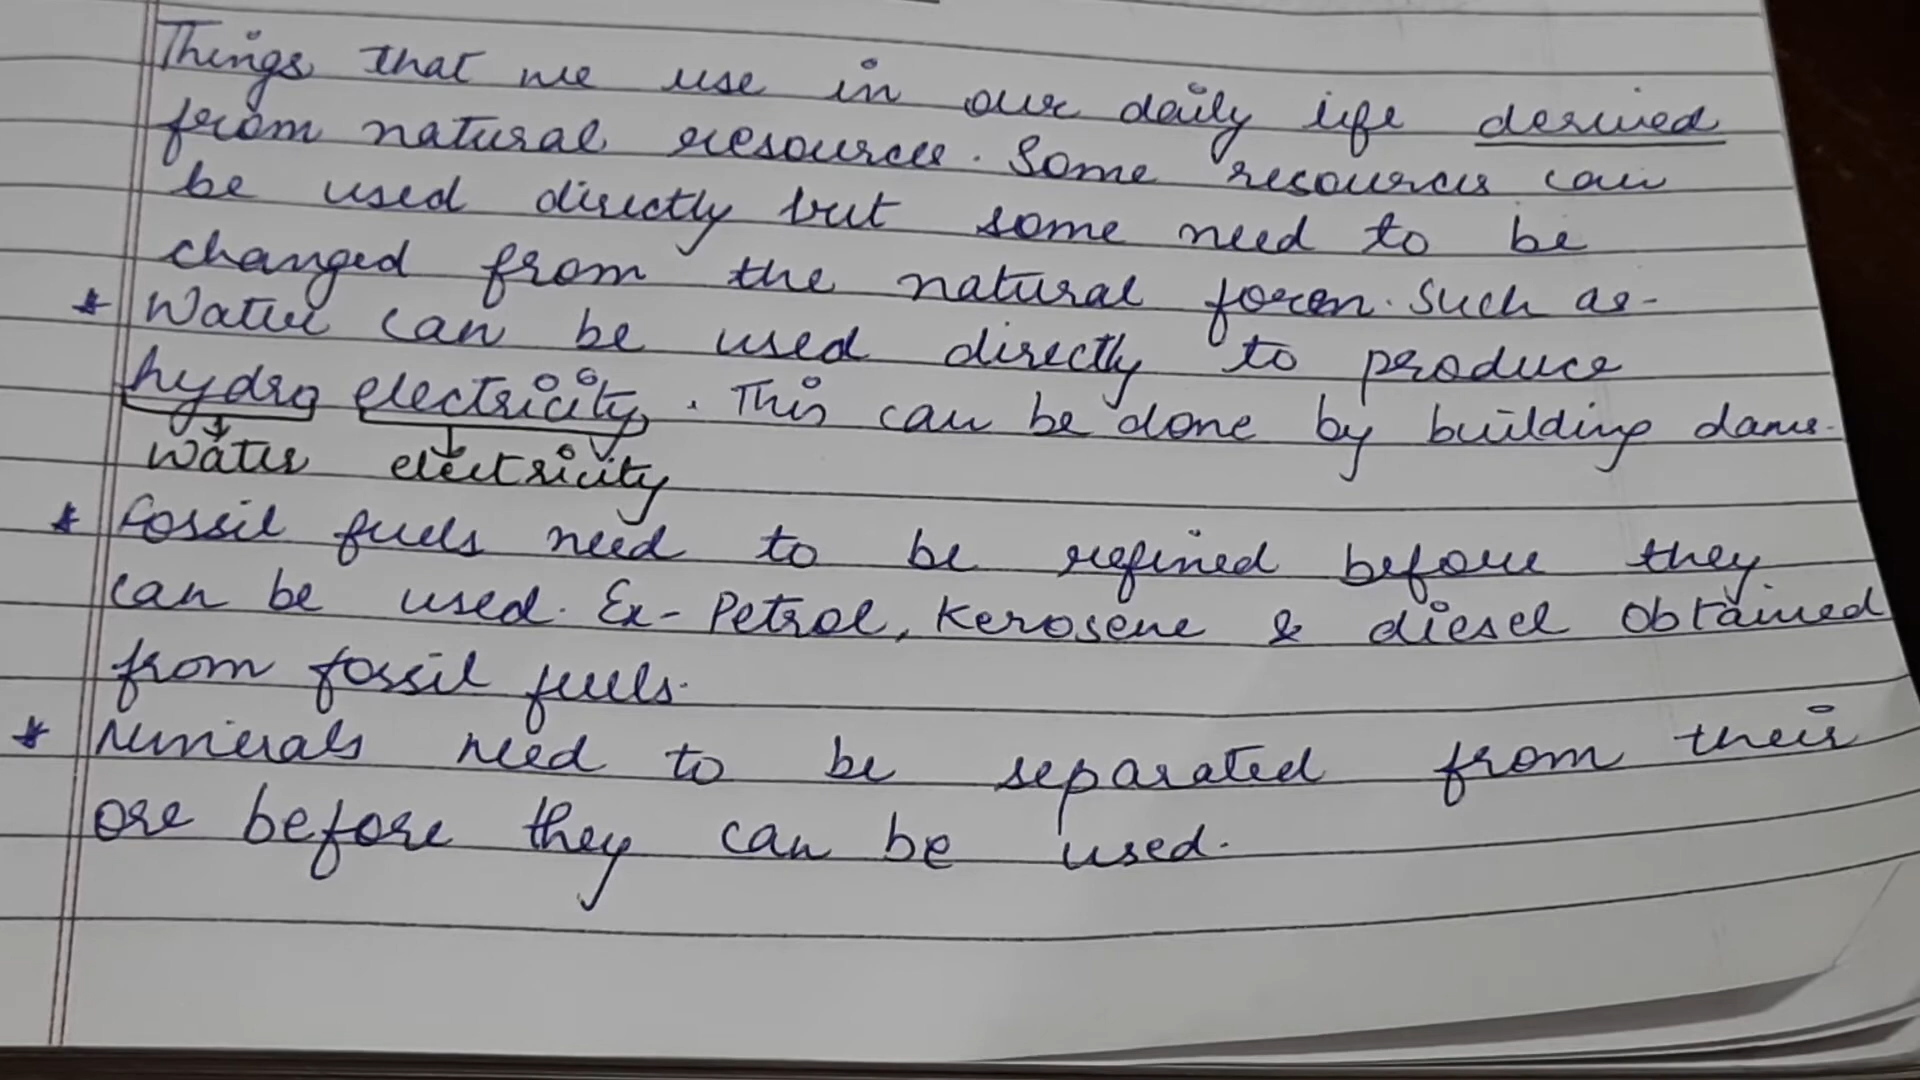 Things that we use in our daily life derived
from natural resources. Some resources can
be used directly but some need to be
changed from the natural form. Such as-
* Water can be used directly to produce
hydro electricity. This can be done by building dams.
Water electricity
* Fossil fuels need to be refined before they
can be used. Ex- Petrol, Kerosene & diesel obtained
from fossil fuels.
* Minerals need to be separated from their
ore before they can be used.